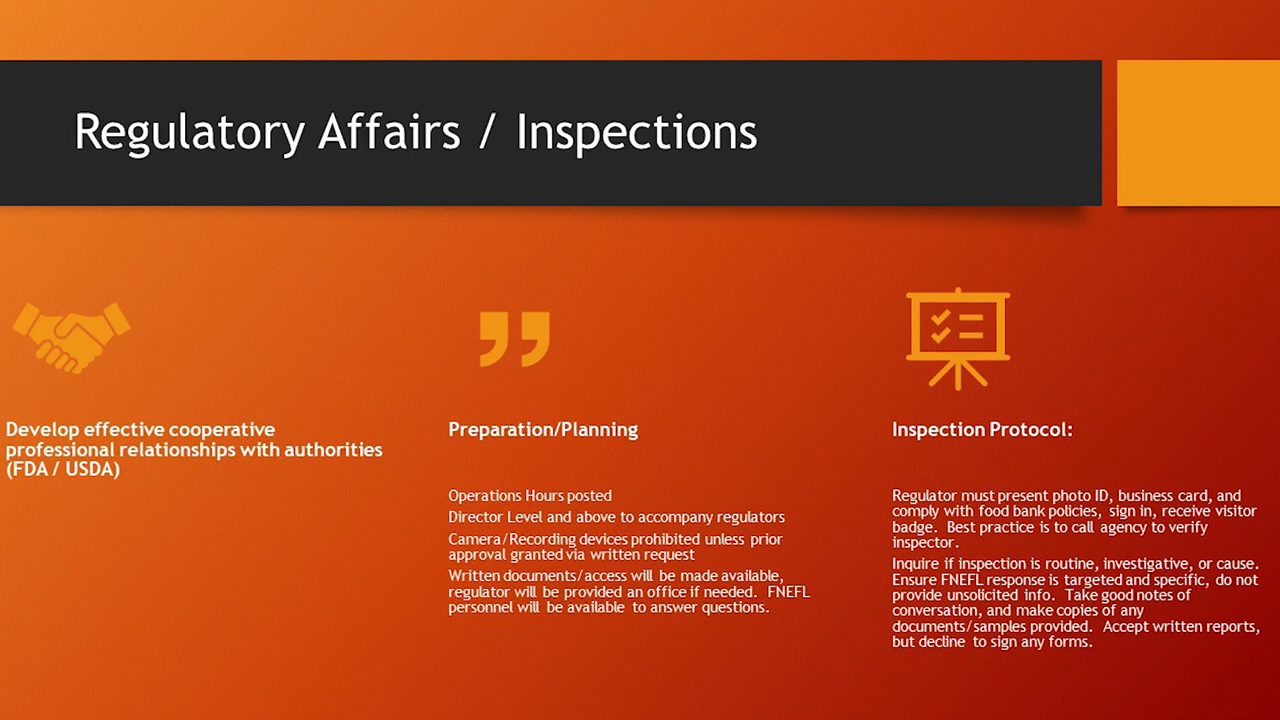 Regulatory Affairs / Inspections
Develop effective cooperative
professional relationships with authorities
(FDA / USDA)
Preparation/Planning
Operations Hours posted
Director Level and above to accompany regulators
Camera/Recording devices prohibited unless prior
approval granted via written request
Written documents/access will be made available,
regulator will be provided an office if needed. FNEFL
personnel will be available to answer questions.
Inspection Protocol:
Regulator must present photo ID, business card, and
comply with food bank policies, sign in, receive visitor
badge. Best practice is to call agency to verify
inspector.
Inquire if inspection is routine, investigative, or cause.
Ensure FNEFL response is targeted and specific, do not
provide unsolicited info. Take good notes of
conversation, and make copies of any
documents/samples provided. Accept written reports,
but decline to sign any forms.